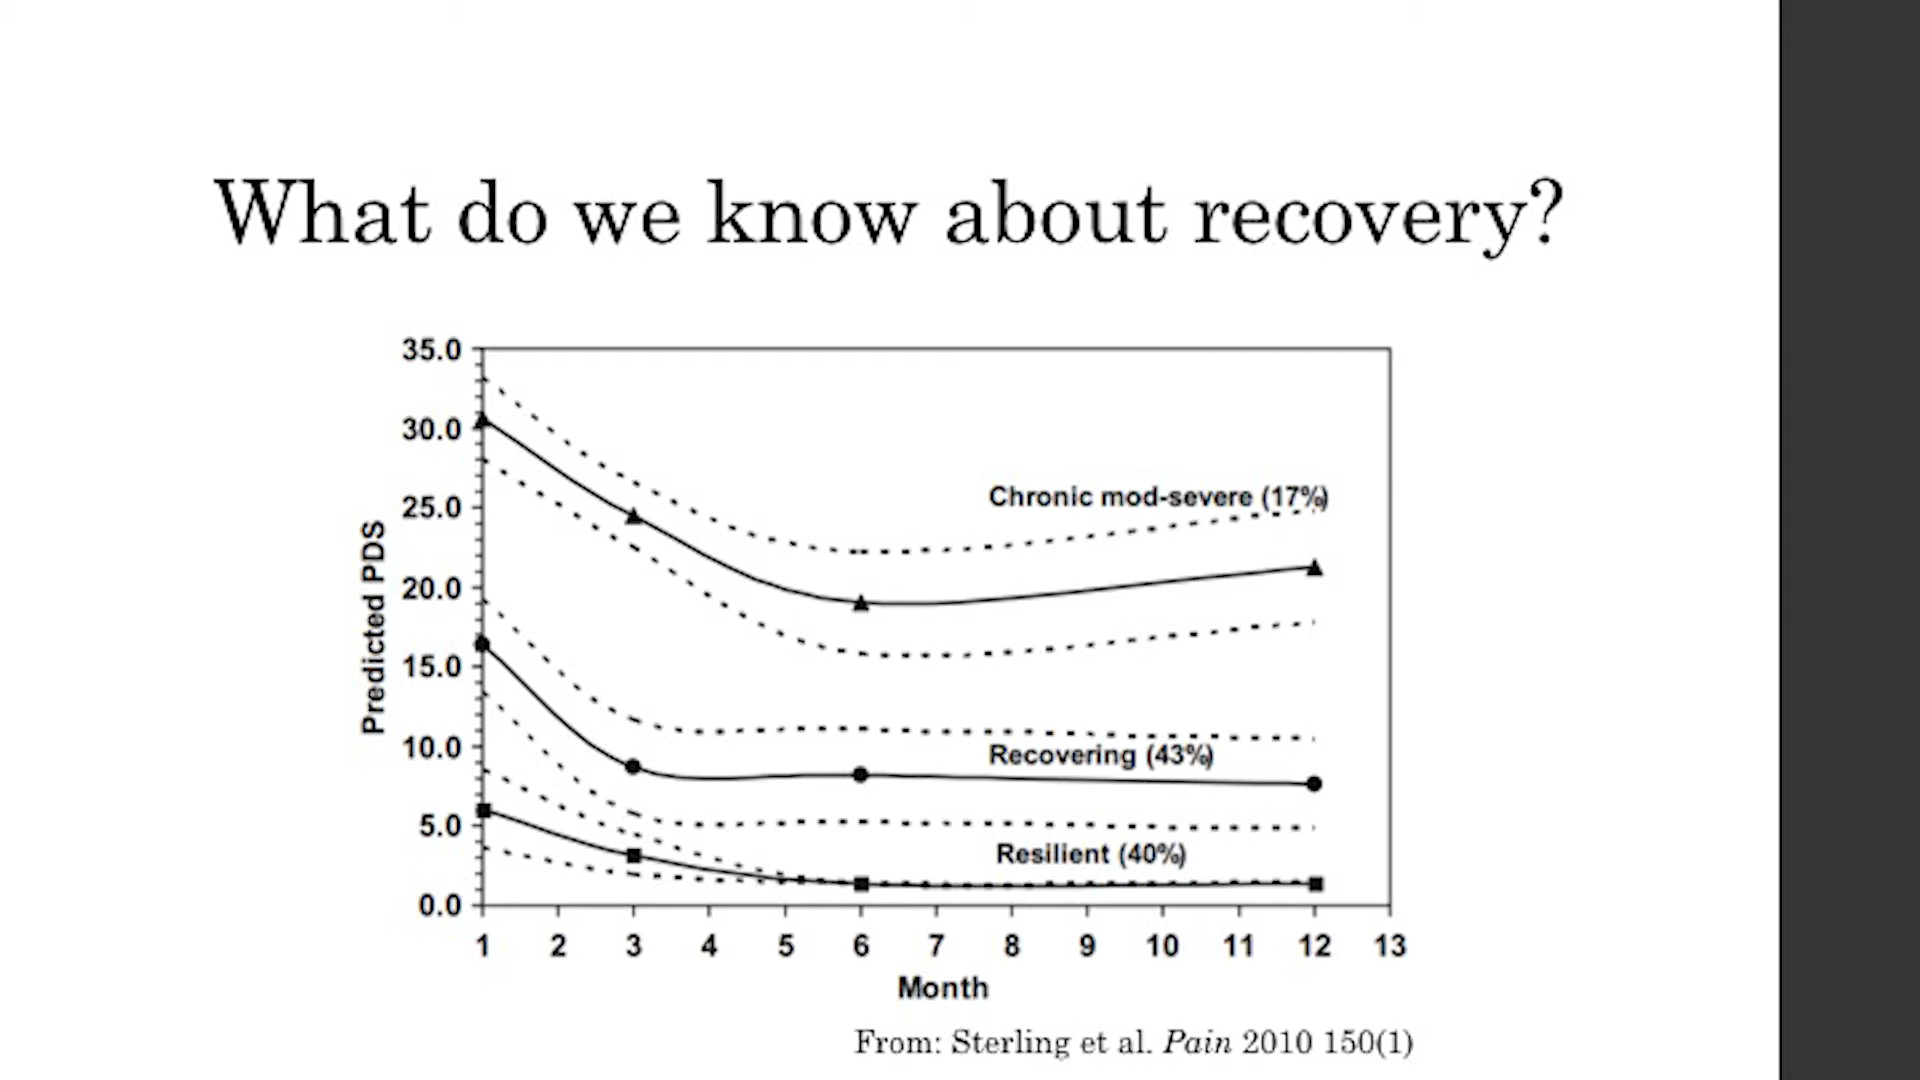 What do we know about recovery?
35.0
30.0
25.0
20.0
15.0
10.0
5.0
0.0
Predicted PDS
Chronic mod-severe (17%)
Recovering (43%)
Resilient (40%)
1 2 3 4 5 6 7 8 9 10 11 12 13
Month
From: Sterling et al. Pain 2010 150(1)